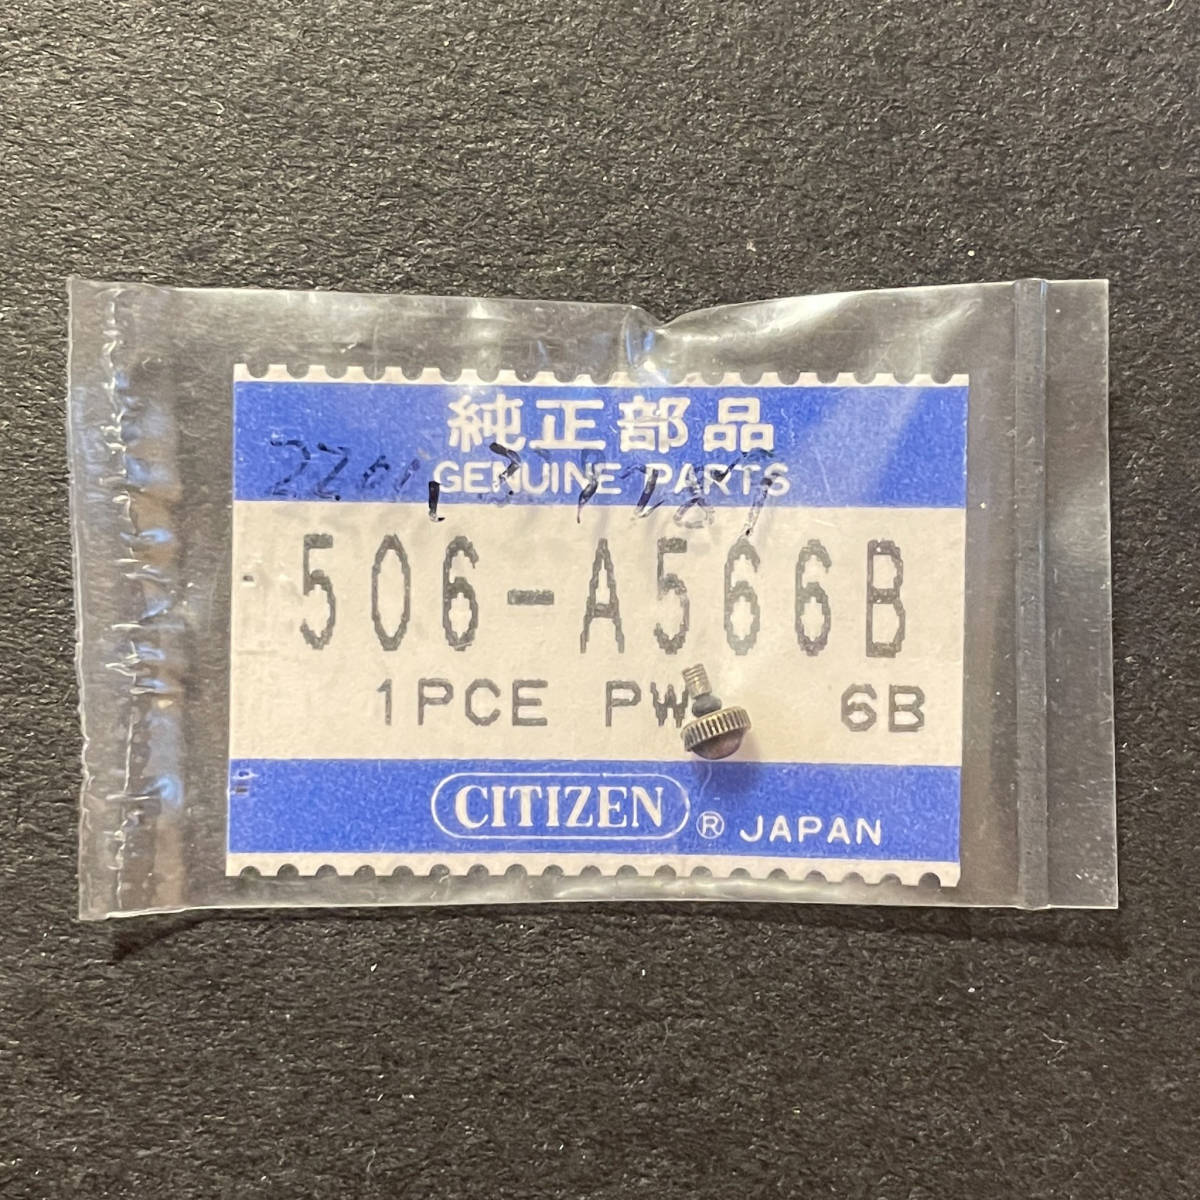 純正部品
GENUINE PARTS
506-A566B
1PCE PW 6B
CITIZEN ® JAPAN